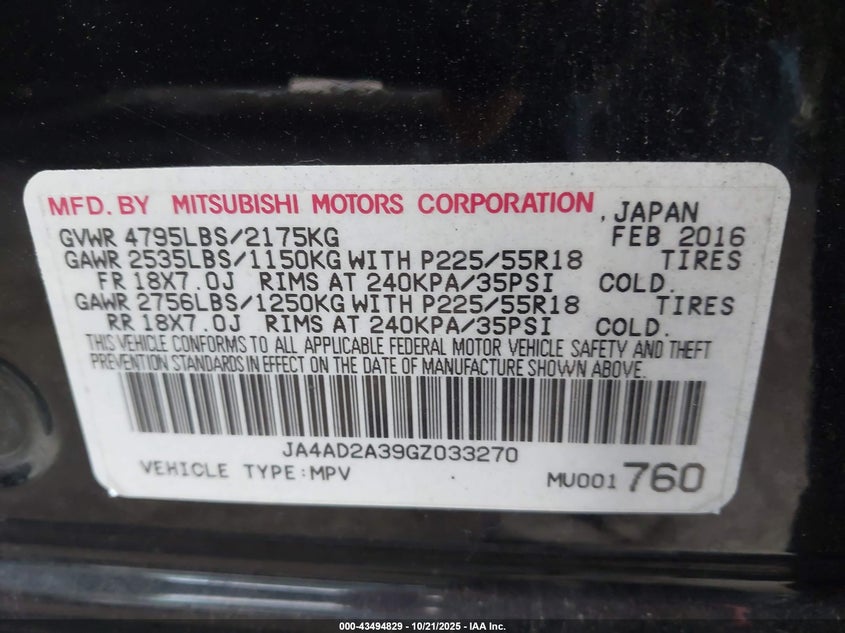 MFD. BY MITSUBISHI MOTORS CORPORATION , JAPAN
GVWR 4795LBS/2175KG FEB 2016
GAWR 2535LBS/1150KG WITH P225/55R18 TIRES
FR 18X7.0J RIMS AT 240KPA/35PSI COLD.
GAWR 2756LBS/1250KG WITH P225/55R18 TIRES
RR 18X7.0J RIMS AT 240KPA/35PSI COLD.
THIS VEHICLE CONFORMS TO ALL APPLICABLE FEDERAL MOTOR VEHICLE SAFETY AND THEFT
PREVENTION STANDARDS IN EFFECT ON THE DATE OF MANUFACTURE SHOWN ABOVE.
JA4AD2A39GZ033270
VEHICLE TYPE:MPV MU001 760
000-43494829 - 10/21/2025 - IAA Inc.